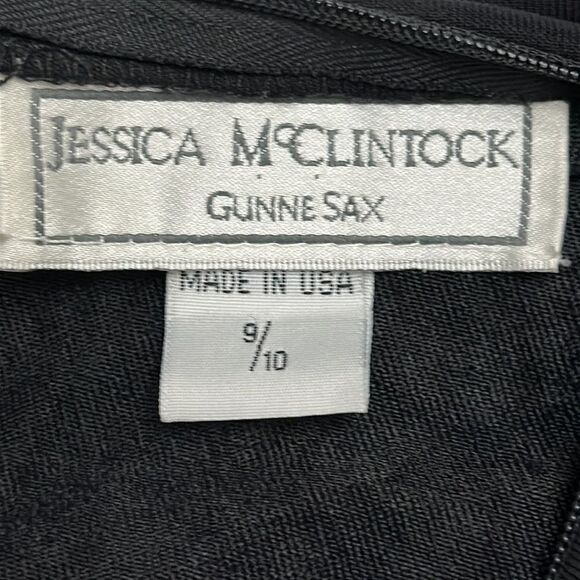 JESSICA McCLINTOCK
GUNNE SAX
MADE IN USA
9/10